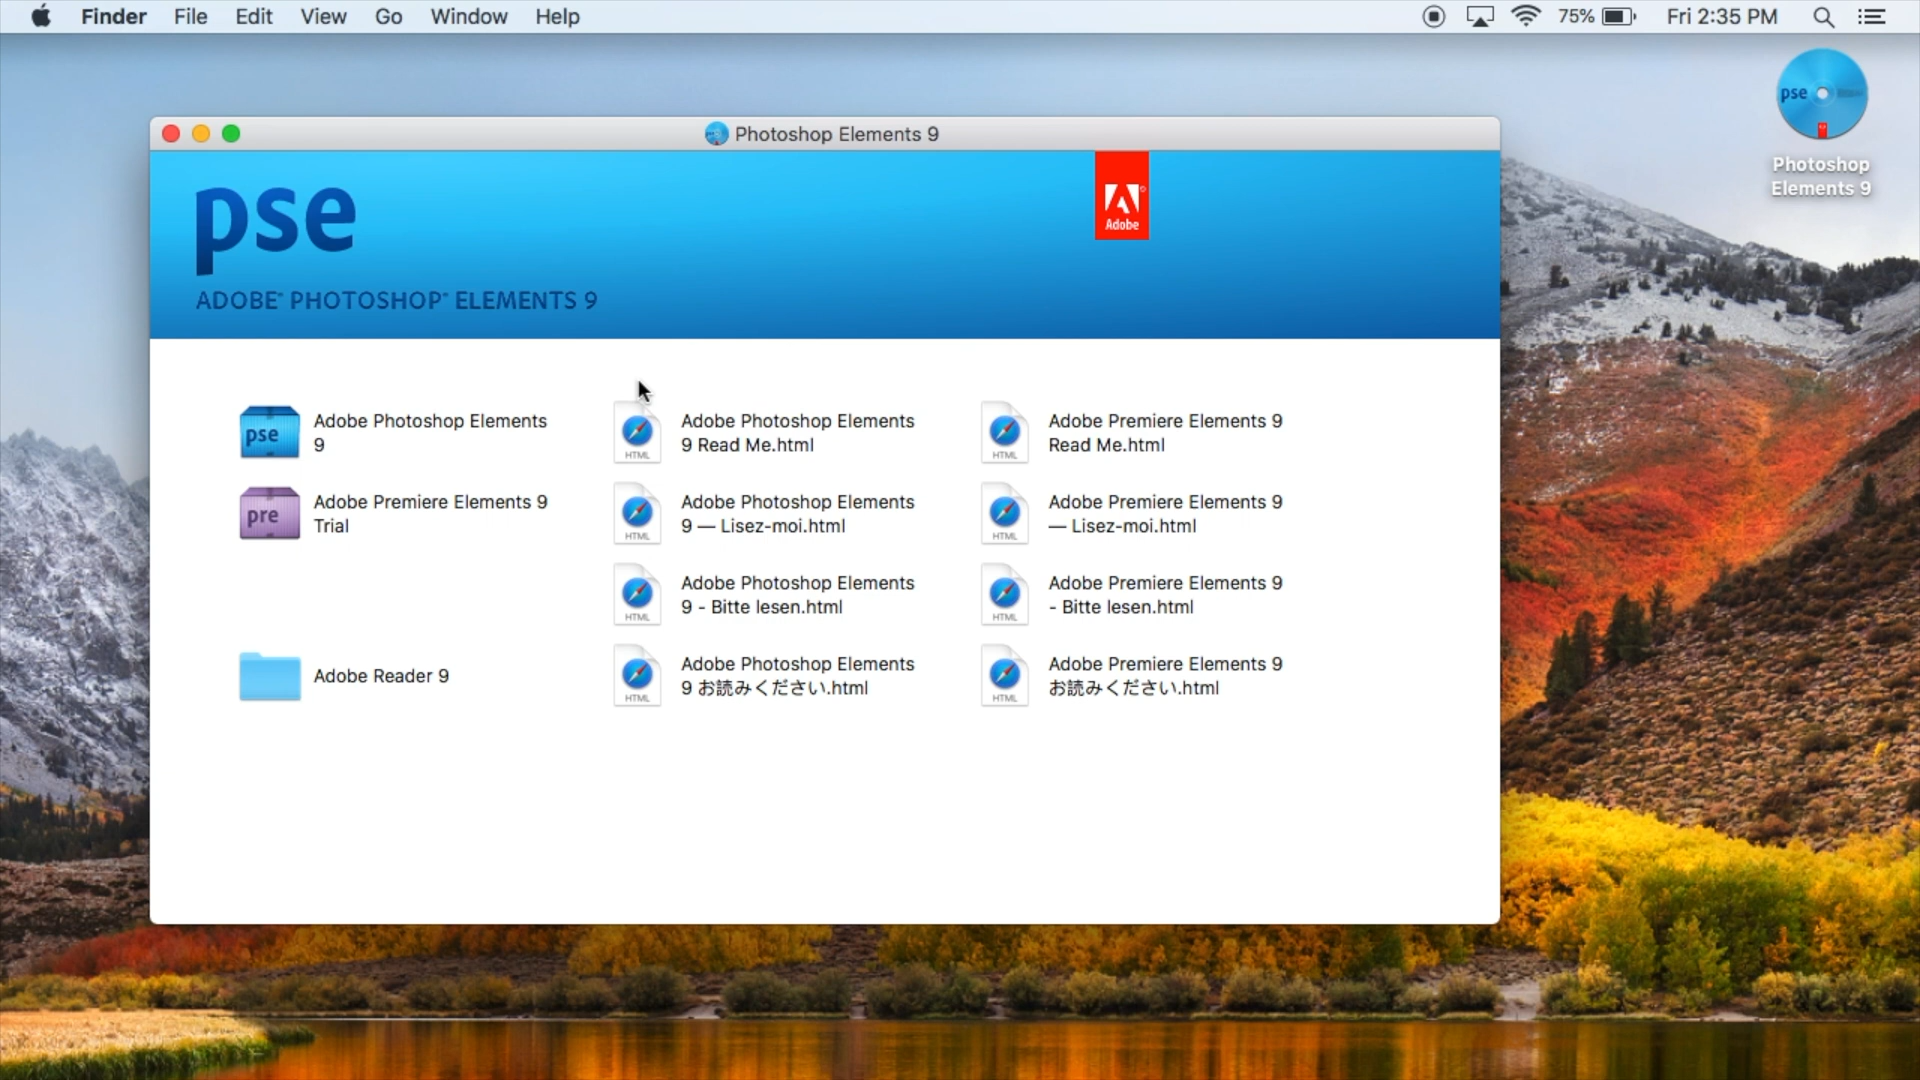 Finder File Edit View Go Window Help 75% Fri 2:35 PM
pse
Photoshop
Elements 9
Photoshop Elements 9
pse
Adobe
ADOBE® PHOTOSHOP® ELEMENTS 9
pse
Adobe Photoshop Elements
9
HTML
Adobe Photoshop Elements
9 Read Me.html
HTML
Adobe Premiere Elements 9
Read Me.html
pre
Adobe Premiere Elements 9
Trial
HTML
Adobe Photoshop Elements
9 — Lisez-moi.html
HTML
Adobe Premiere Elements 9
— Lisez-moi.html
HTML
Adobe Photoshop Elements
9 - Bitte lesen.html
HTML
Adobe Premiere Elements 9
- Bitte lesen.html
Adobe Reader 9
HTML
Adobe Photoshop Elements
9 お読みください.html
HTML
Adobe Premiere Elements 9
お読みください.html